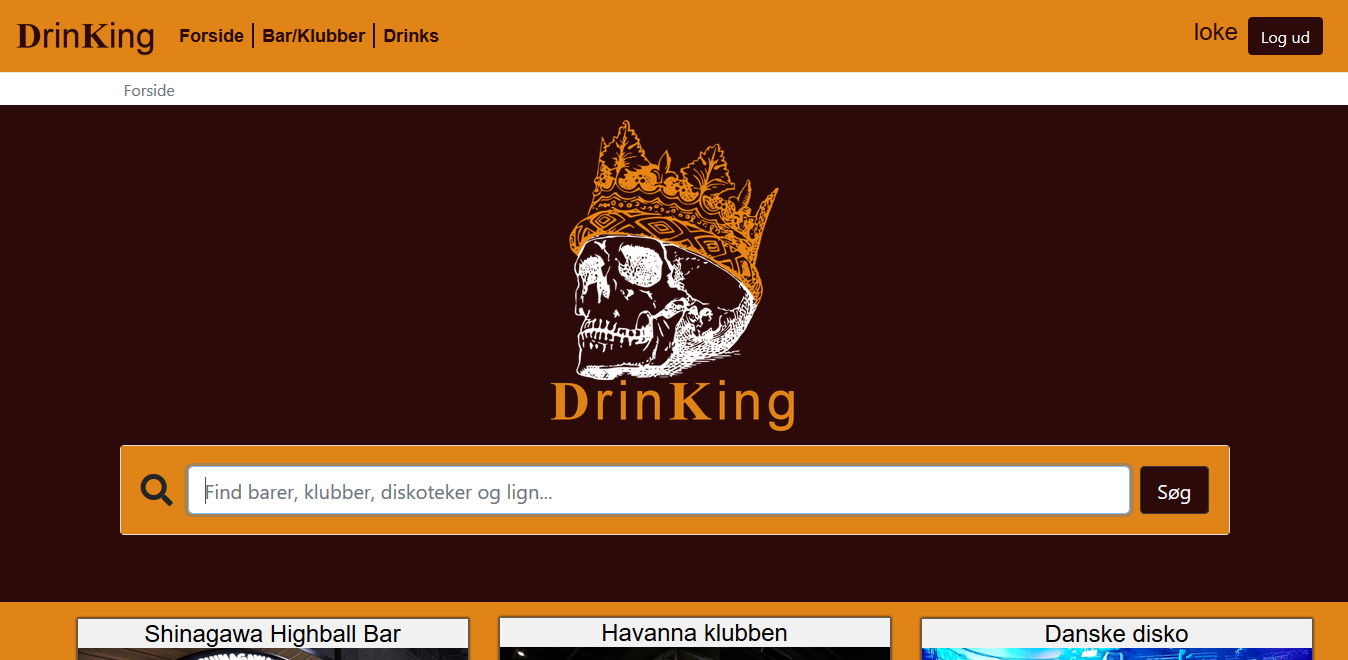 DrinKing Forside Bar/Klubber Drinks loke Log ud
Forside
DrinKing
Find barer, klubber, diskoteker og lign... Søg
Shinagawa Highball Bar Havanna klubben Danske disko